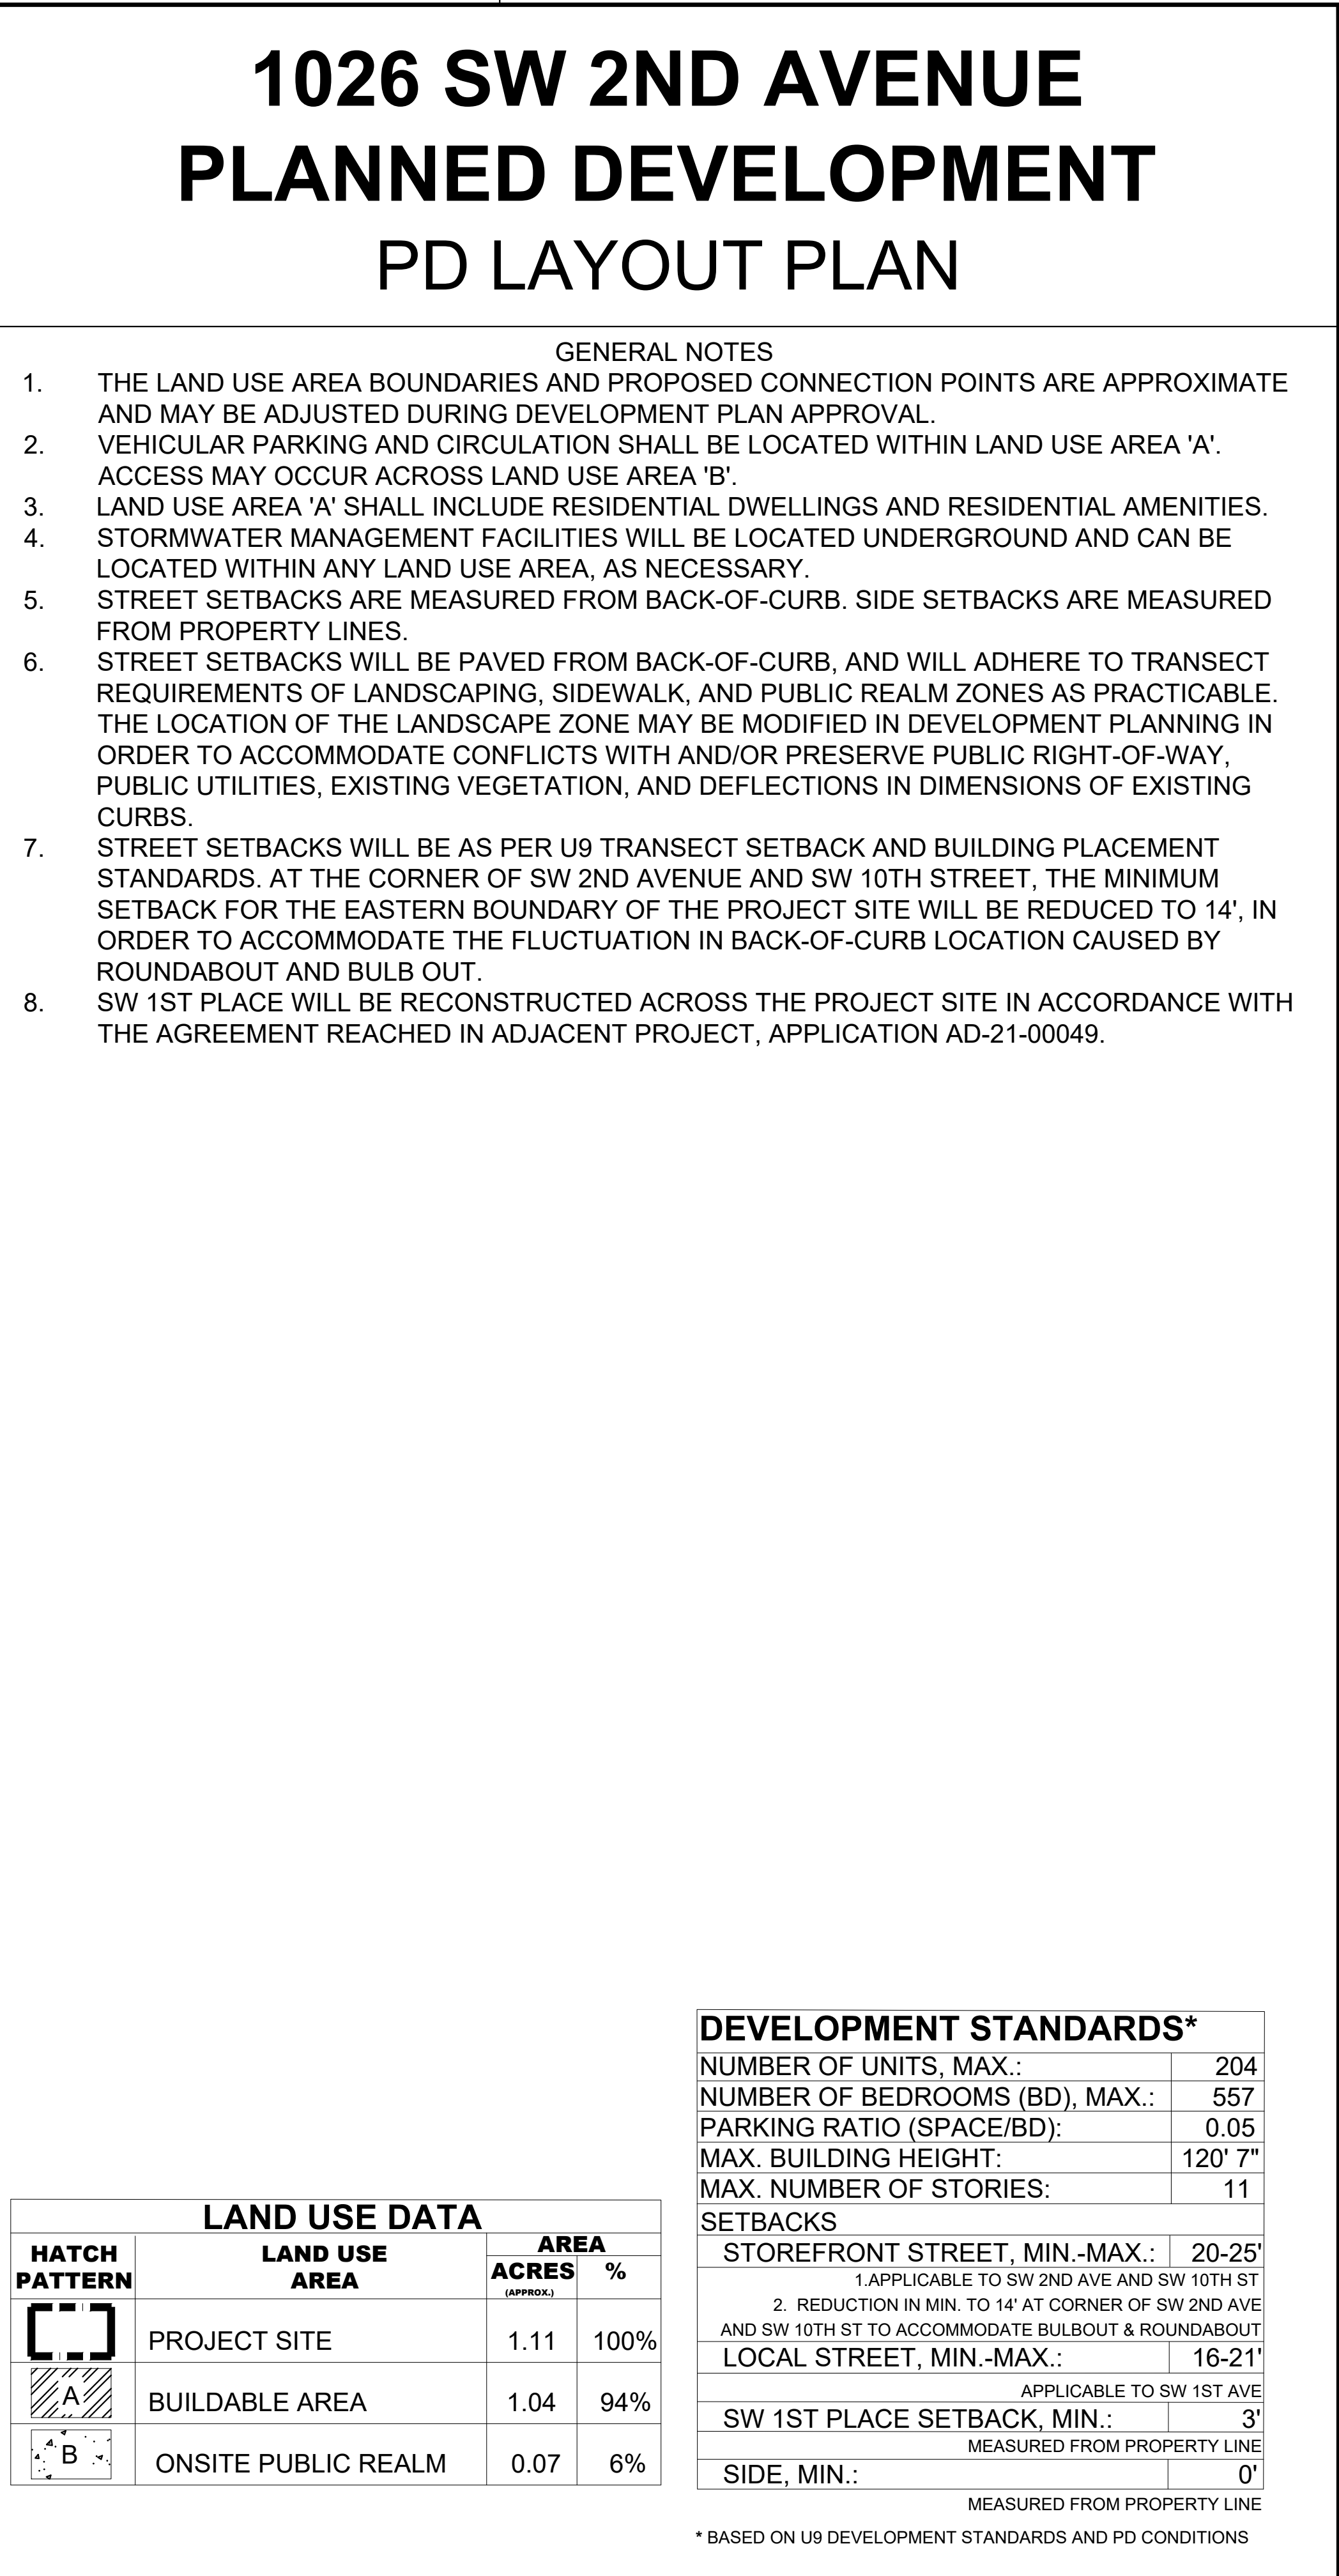 1026 SW 2ND AVENUE
PLANNED DEVELOPMENT
PD LAYOUT PLAN
GENERAL NOTES
1. THE LAND USE AREA BOUNDARIES AND PROPOSED CONNECTION POINTS ARE APPROXIMATE
AND MAY BE ADJUSTED DURING DEVELOPMENT PLAN APPROVAL.
2. VEHICULAR PARKING AND CIRCULATION SHALL BE LOCATED WITHIN LAND USE AREA 'A'.
ACCESS MAY OCCUR ACROSS LAND USE AREA 'B'.
3. LAND USE AREA 'A' SHALL INCLUDE RESIDENTIAL DWELLINGS AND RESIDENTIAL AMENITIES.
4. STORMWATER MANAGEMENT FACILITIES WILL BE LOCATED UNDERGROUND AND CAN BE
LOCATED WITHIN ANY LAND USE AREA, AS NECESSARY.
5. STREET SETBACKS ARE MEASURED FROM BACK-OF-CURB. SIDE SETBACKS ARE MEASURED
FROM PROPERTY LINES.
6. STREET SETBACKS WILL BE PAVED FROM BACK-OF-CURB, AND WILL ADHERE TO TRANSECT
REQUIREMENTS OF LANDSCAPING, SIDEWALK, AND PUBLIC REALM ZONES AS PRACTICABLE.
THE LOCATION OF THE LANDSCAPE ZONE MAY BE MODIFIED IN DEVELOPMENT PLANNING IN
ORDER TO ACCOMMODATE CONFLICTS WITH AND/OR PRESERVE PUBLIC RIGHT-OF-WAY,
PUBLIC UTILITIES, EXISTING VEGETATION, AND DEFLECTIONS IN DIMENSIONS OF EXISTING
CURBS.
7. STREET SETBACKS WILL BE AS PER U9 TRANSECT SETBACK AND BUILDING PLACEMENT
STANDARDS. AT THE CORNER OF SW 2ND AVENUE AND SW 10TH STREET, THE MINIMUM
SETBACK FOR THE EASTERN BOUNDARY OF THE PROJECT SITE WILL BE REDUCED TO 14', IN
ORDER TO ACCOMMODATE THE FLUCTUATION IN BACK-OF-CURB LOCATION CAUSED BY
ROUNDABOUT AND BULB OUT.
8. SW 1ST PLACE WILL BE RECONSTRUCTED ACROSS THE PROJECT SITE IN ACCORDANCE WITH
THE AGREEMENT REACHED IN ADJACENT PROJECT, APPLICATION AD-21-00049.
LAND USE DATA
HATCH PATTERN LAND USE AREA AREA
ACRES (APPROX.) %
PROJECT SITE 1.11 100%
A BUILDABLE AREA 1.04 94%
B ONSITE PUBLIC REALM 0.07 6%
DEVELOPMENT STANDARDS*
NUMBER OF UNITS, MAX.: 204
NUMBER OF BEDROOMS (BD), MAX.: 557
PARKING RATIO (SPACE/BD): 0.05
MAX. BUILDING HEIGHT: 120' 7"
MAX. NUMBER OF STORIES: 11
SETBACKS
STOREFRONT STREET, MIN.-MAX.: 20-25'
1.APPLICABLE TO SW 2ND AVE AND SW 10TH ST
2. REDUCTION IN MIN. TO 14' AT CORNER OF SW 2ND AVE
AND SW 10TH ST TO ACCOMMODATE BULBOUT & ROUNDABOUT
LOCAL STREET, MIN.-MAX.: 16-21'
APPLICABLE TO SW 1ST AVE
SW 1ST PLACE SETBACK, MIN.: 3'
MEASURED FROM PROPERTY LINE
SIDE, MIN.: 0'
MEASURED FROM PROPERTY LINE
* BASED ON U9 DEVELOPMENT STANDARDS AND PD CONDITIONS